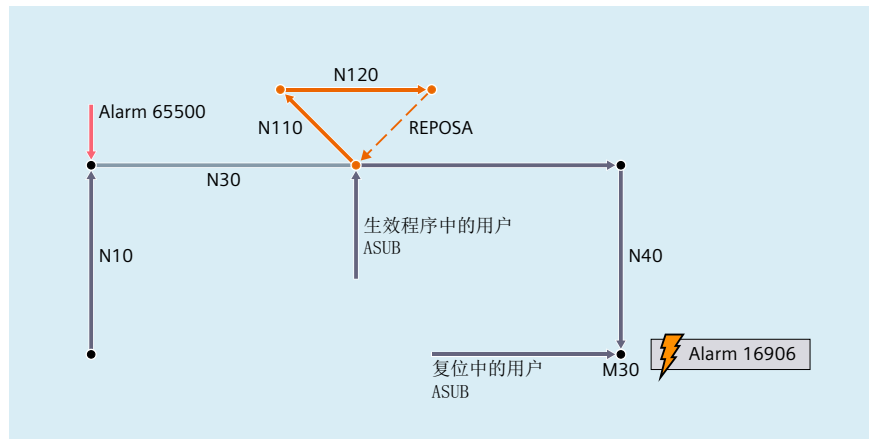 N120
Alarm 65500
N110
REPOSA
N30
生效程序中的用户
ASUB
N10
N40
Alarm 16906
复位中的用户
ASUB
M30